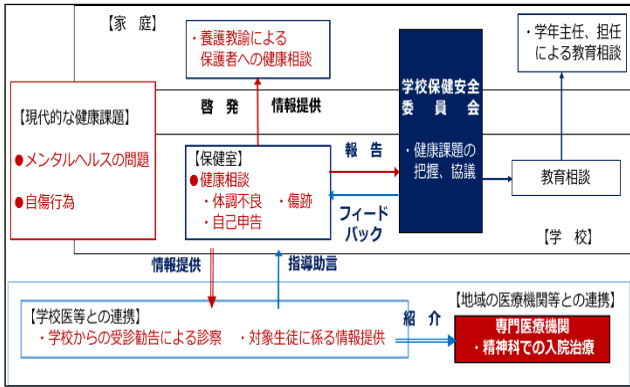 【家 庭】
・養護教諭による
保護者への健康相談
学校保健安全
委 員 会
・健康課題の
把握、協議
・学年主任、担任
による教育相談
【現代的な健康課題】
●メンタルヘルスの問題
●自傷行為
啓 発 情報提供
【保健室】
●健康相談
・体調不良 ・傷跡
・自己申告
報 告
フィード
バック
教育相談
【学 校】
情報提供
指導助言
【学校医等との連携】
・学校からの受診勧告による診察 ・対象生徒に係る情報提供
紹 介
【地域の医療機関等との連携】
専門医療機関
・精神科での入院治療